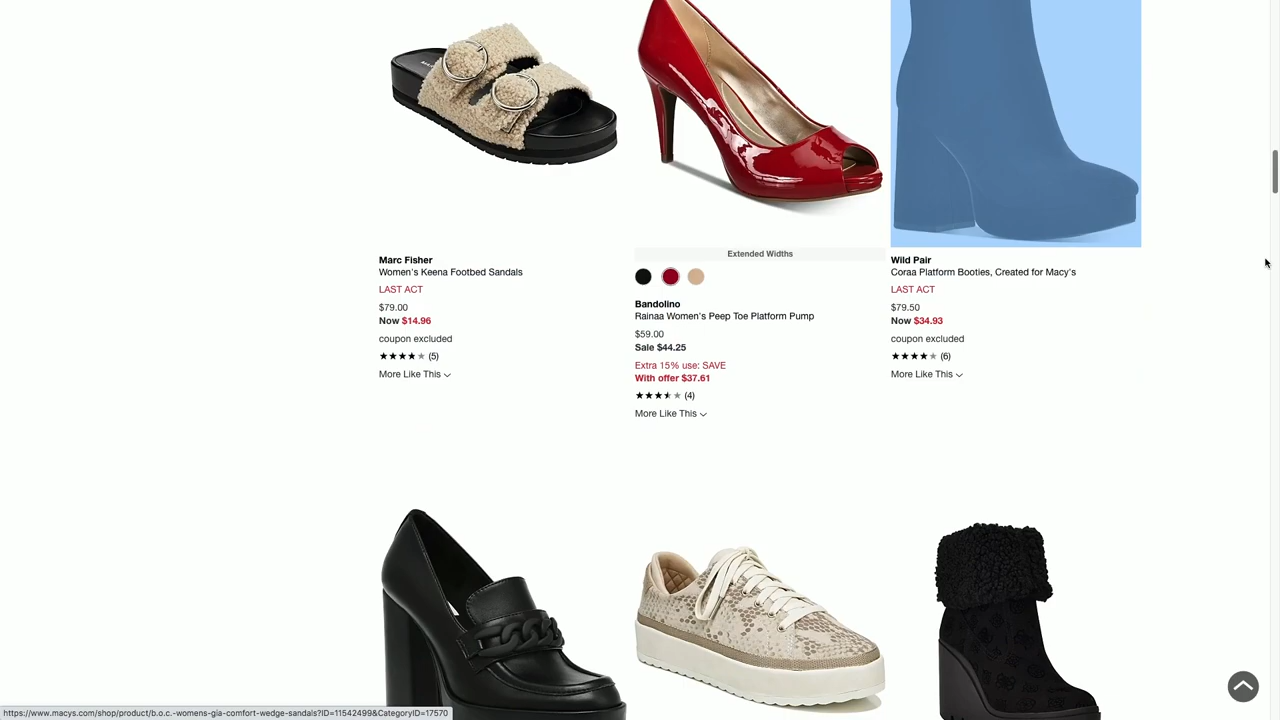 Marc Fisher
Women's Keena Footbed Sandals
LAST ACT
$79.00
Now $14.96
coupon excluded
(5)
More Like This
Extended Widths
Bandolino
Rainaa Women's Peep Toe Platform Pump
$59.00
Sale $44.25
Extra 15% use: SAVE
With offer $37.61
(4)
More Like This
Wild Pair
Coraa Platform Booties, Created for Macy's
LAST ACT
$79.50
Now $34.93
coupon excluded
(6)
More Like This
https://www.macys.com/shop/product/b.o.c.-womens-gia-comfort-wedge-sandals?ID=11542499&CategoryID=17570